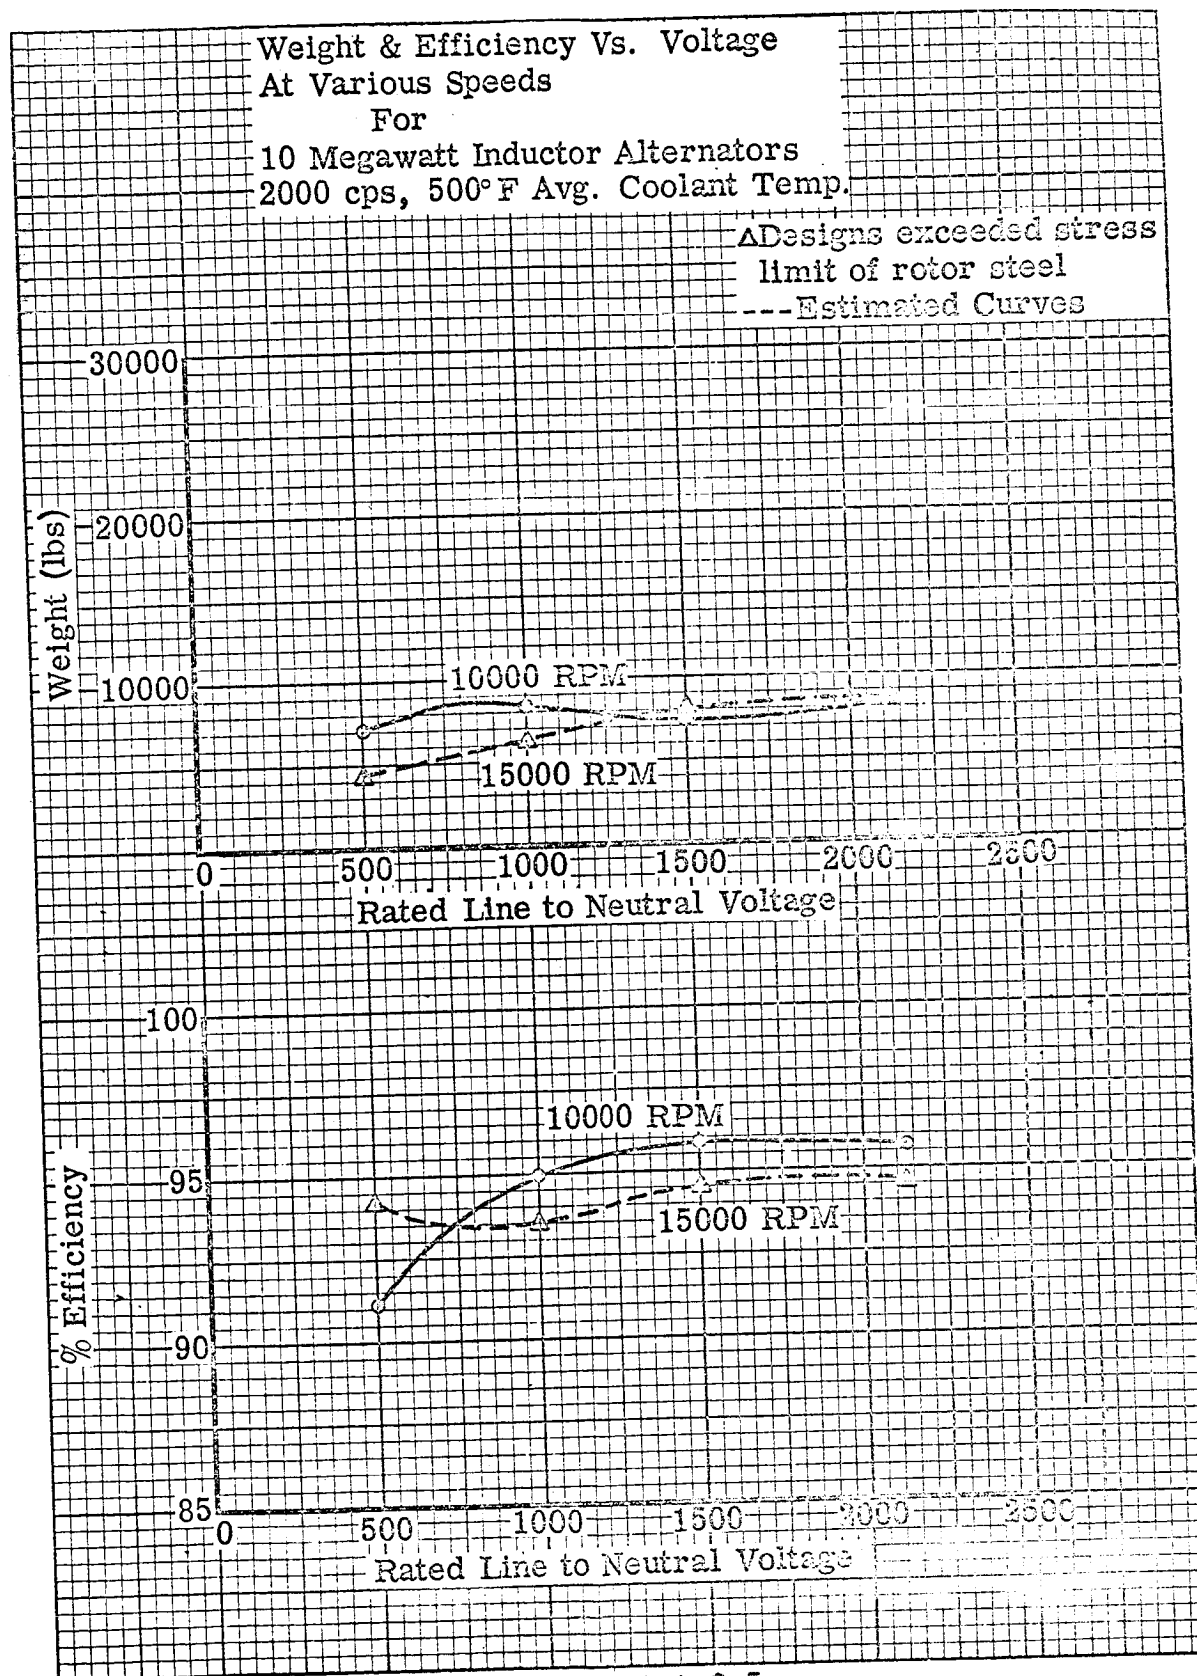 Weight & Efficiency Vs. Voltage
At Various Speeds
For
10 Megawatt Inductor Alternators
2000 cps, 500°F Avg. Coolant Temp.
ΔDesigns exceeded stress
limit of rotor steel
---Estimated Curves
30000
20000
10000
Weight (lbs)
10000 RPM
15000 RPM
0 500 1000 1500 2000 2500
Rated Line to Neutral Voltage
100
95
90
85
% Efficiency
10000 RPM
15000 RPM
0 500 1000 1500 2000 2500
Rated Line to Neutral Voltage